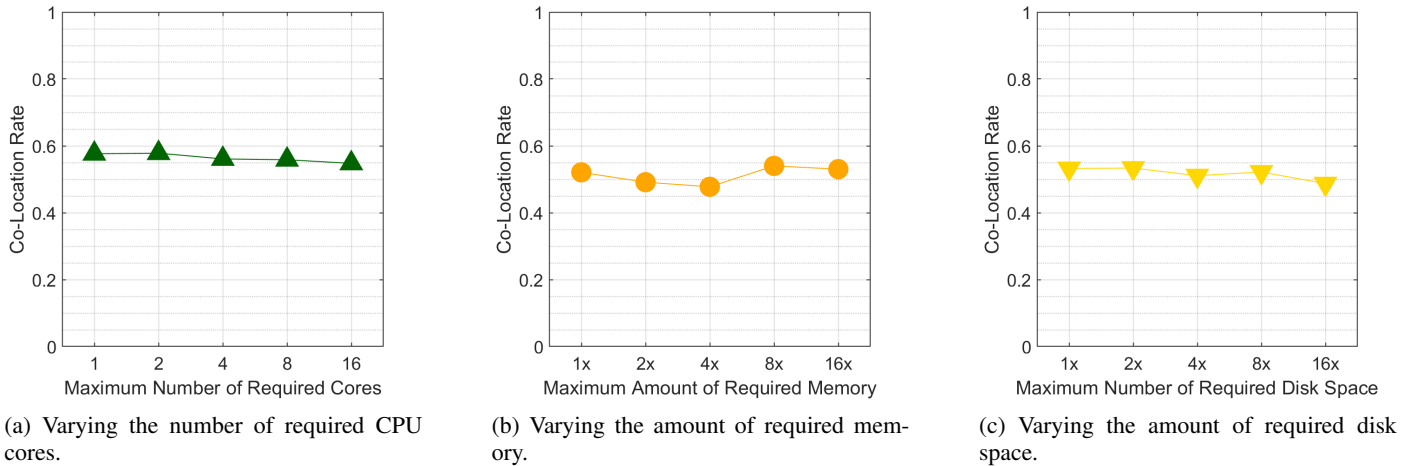 1
0.8
0.6
0.4
0.2
0
Co-Location Rate
1 2 4 8 16
Maximum Number of Required Cores
(a) Varying the number of required CPU
cores.
1
0.8
0.6
0.4
0.2
0
Co-Location Rate
1x 2x 4x 8x 16x
Maximum Amount of Required Memory
(b) Varying the amount of required mem-
ory.
1
0.8
0.6
0.4
0.2
0
Co-Location Rate
1x 2x 4x 8x 16x
Maximum Number of Required Disk Space
(c) Varying the amount of required disk
space.